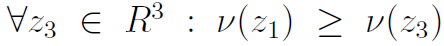 ∀z₃ ∈ R³ : ν(z₁) ≥ ν(z₃)